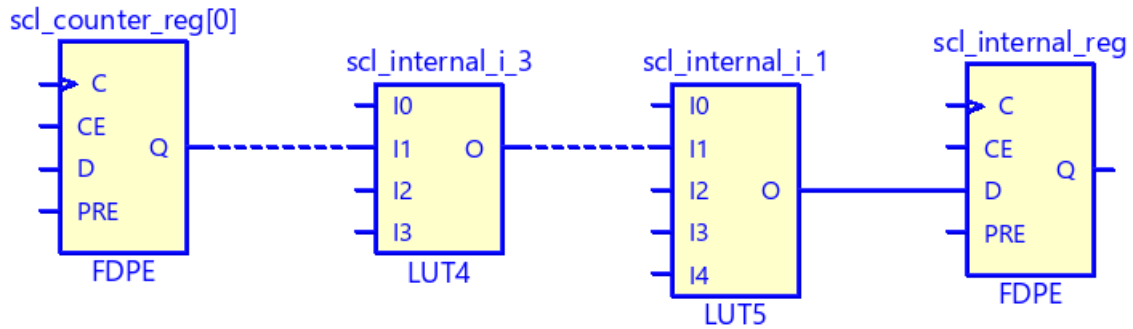 scl_counter_reg[0]
C
CE
D
PRE
Q
FDPE
scl_internal_i_3
I0
I1
I2
I3
O
LUT4
scl_internal_i_1
I0
I1
I2
I3
I4
O
LUT5
scl_internal_reg
C
CE
D
PRE
Q
FDPE